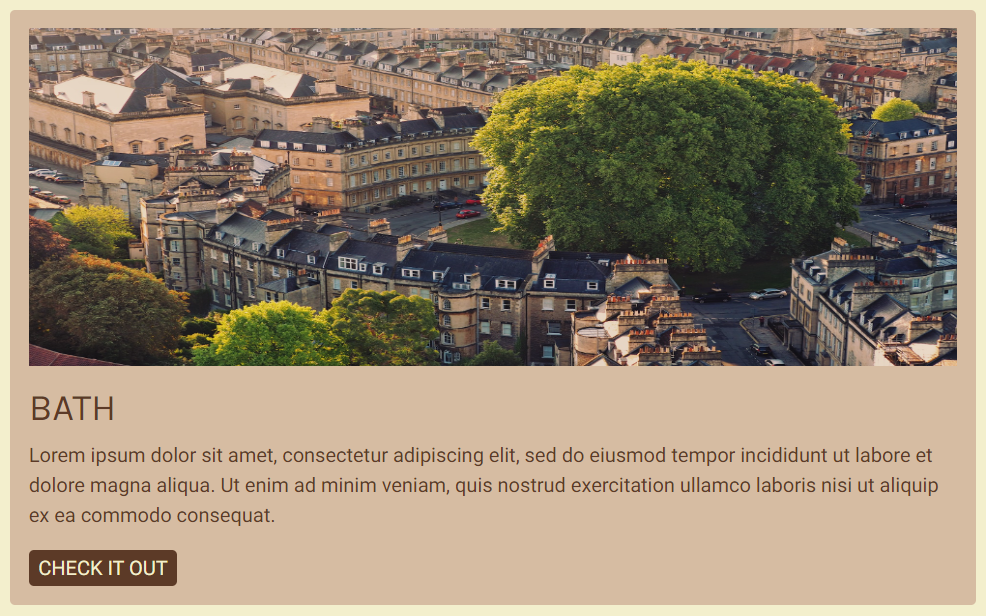 BATH
Lorem ipsum dolor sit amet, consectetur adipiscing elit, sed do eiusmod tempor incididunt ut labore et
dolore magna aliqua. Ut enim ad minim veniam, quis nostrud exercitation ullamco laboris nisi ut aliquip
ex ea commodo consequat.
CHECK IT OUT